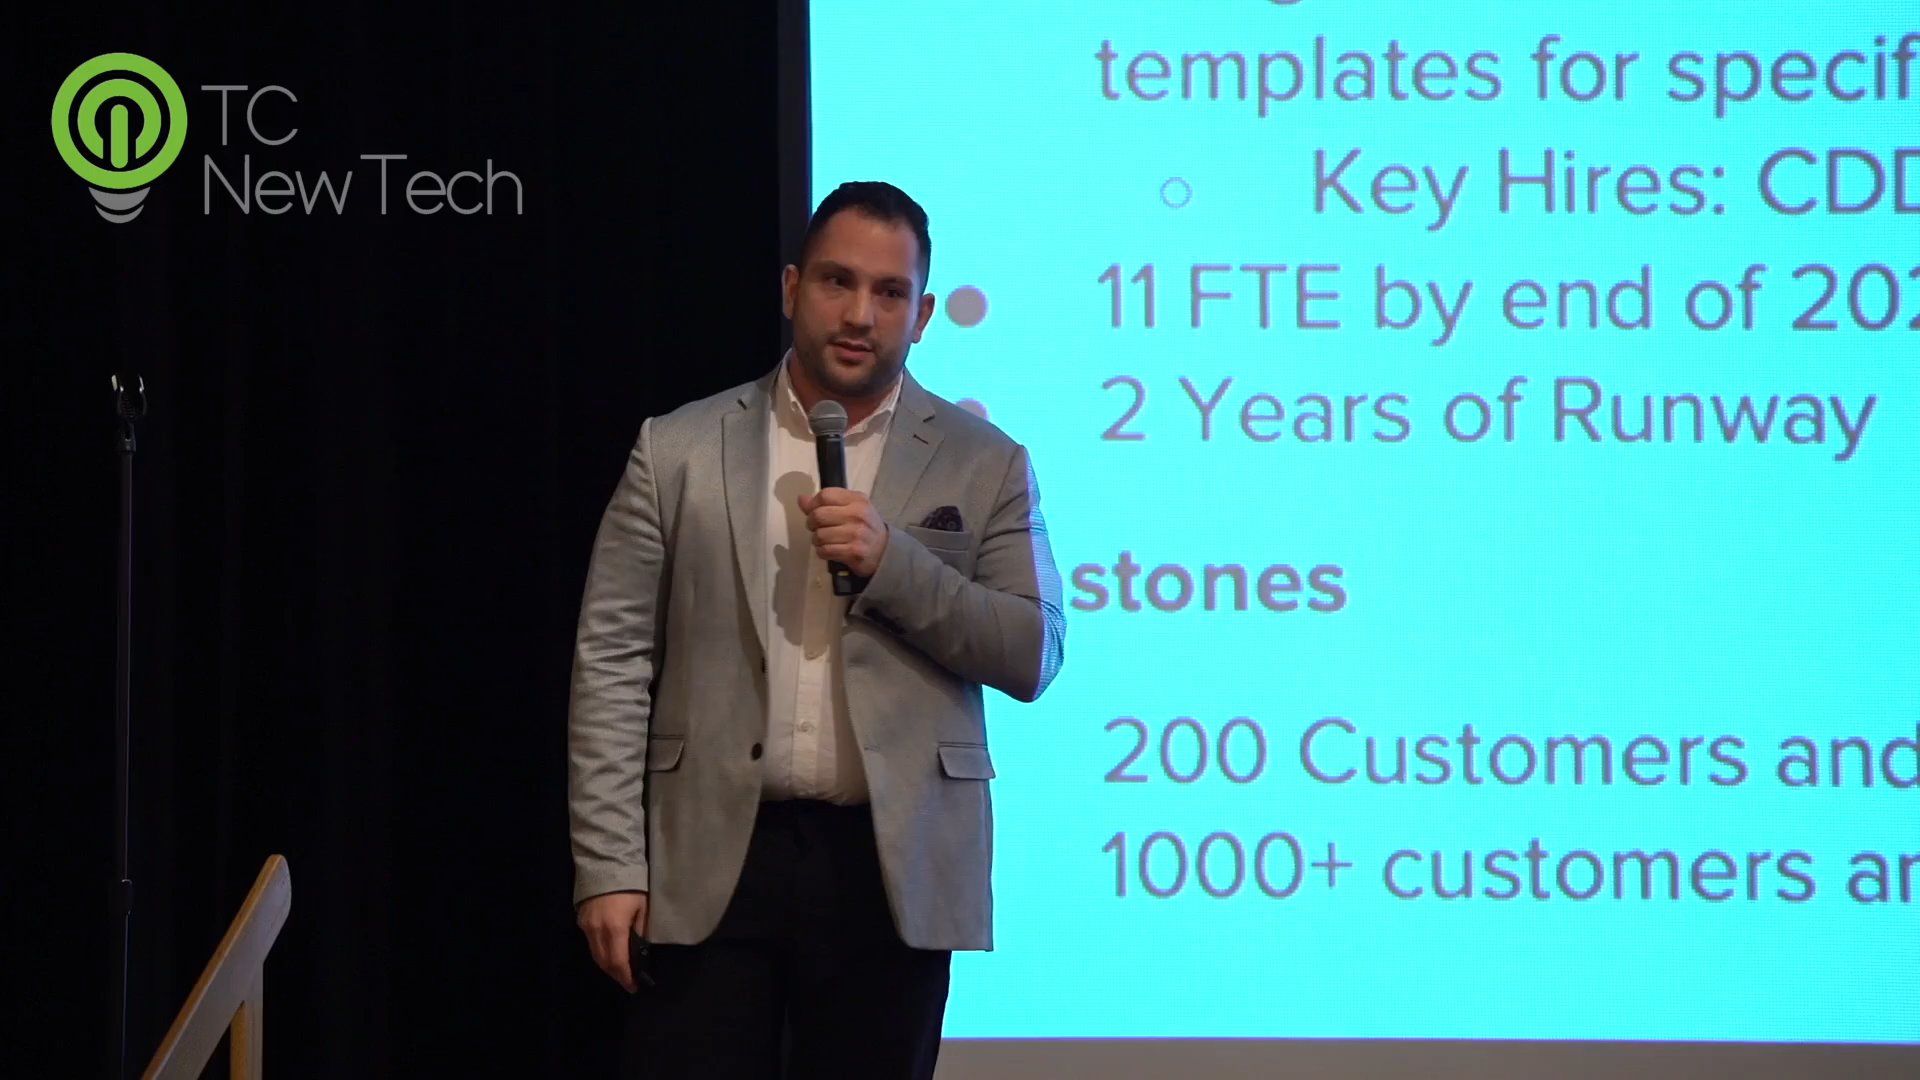 TC
New Tech
templates for specif
Key Hires: CDD
11 FTE by end of 202
2 Years of Runway
stones
200 Customers and
1000+ customers ar